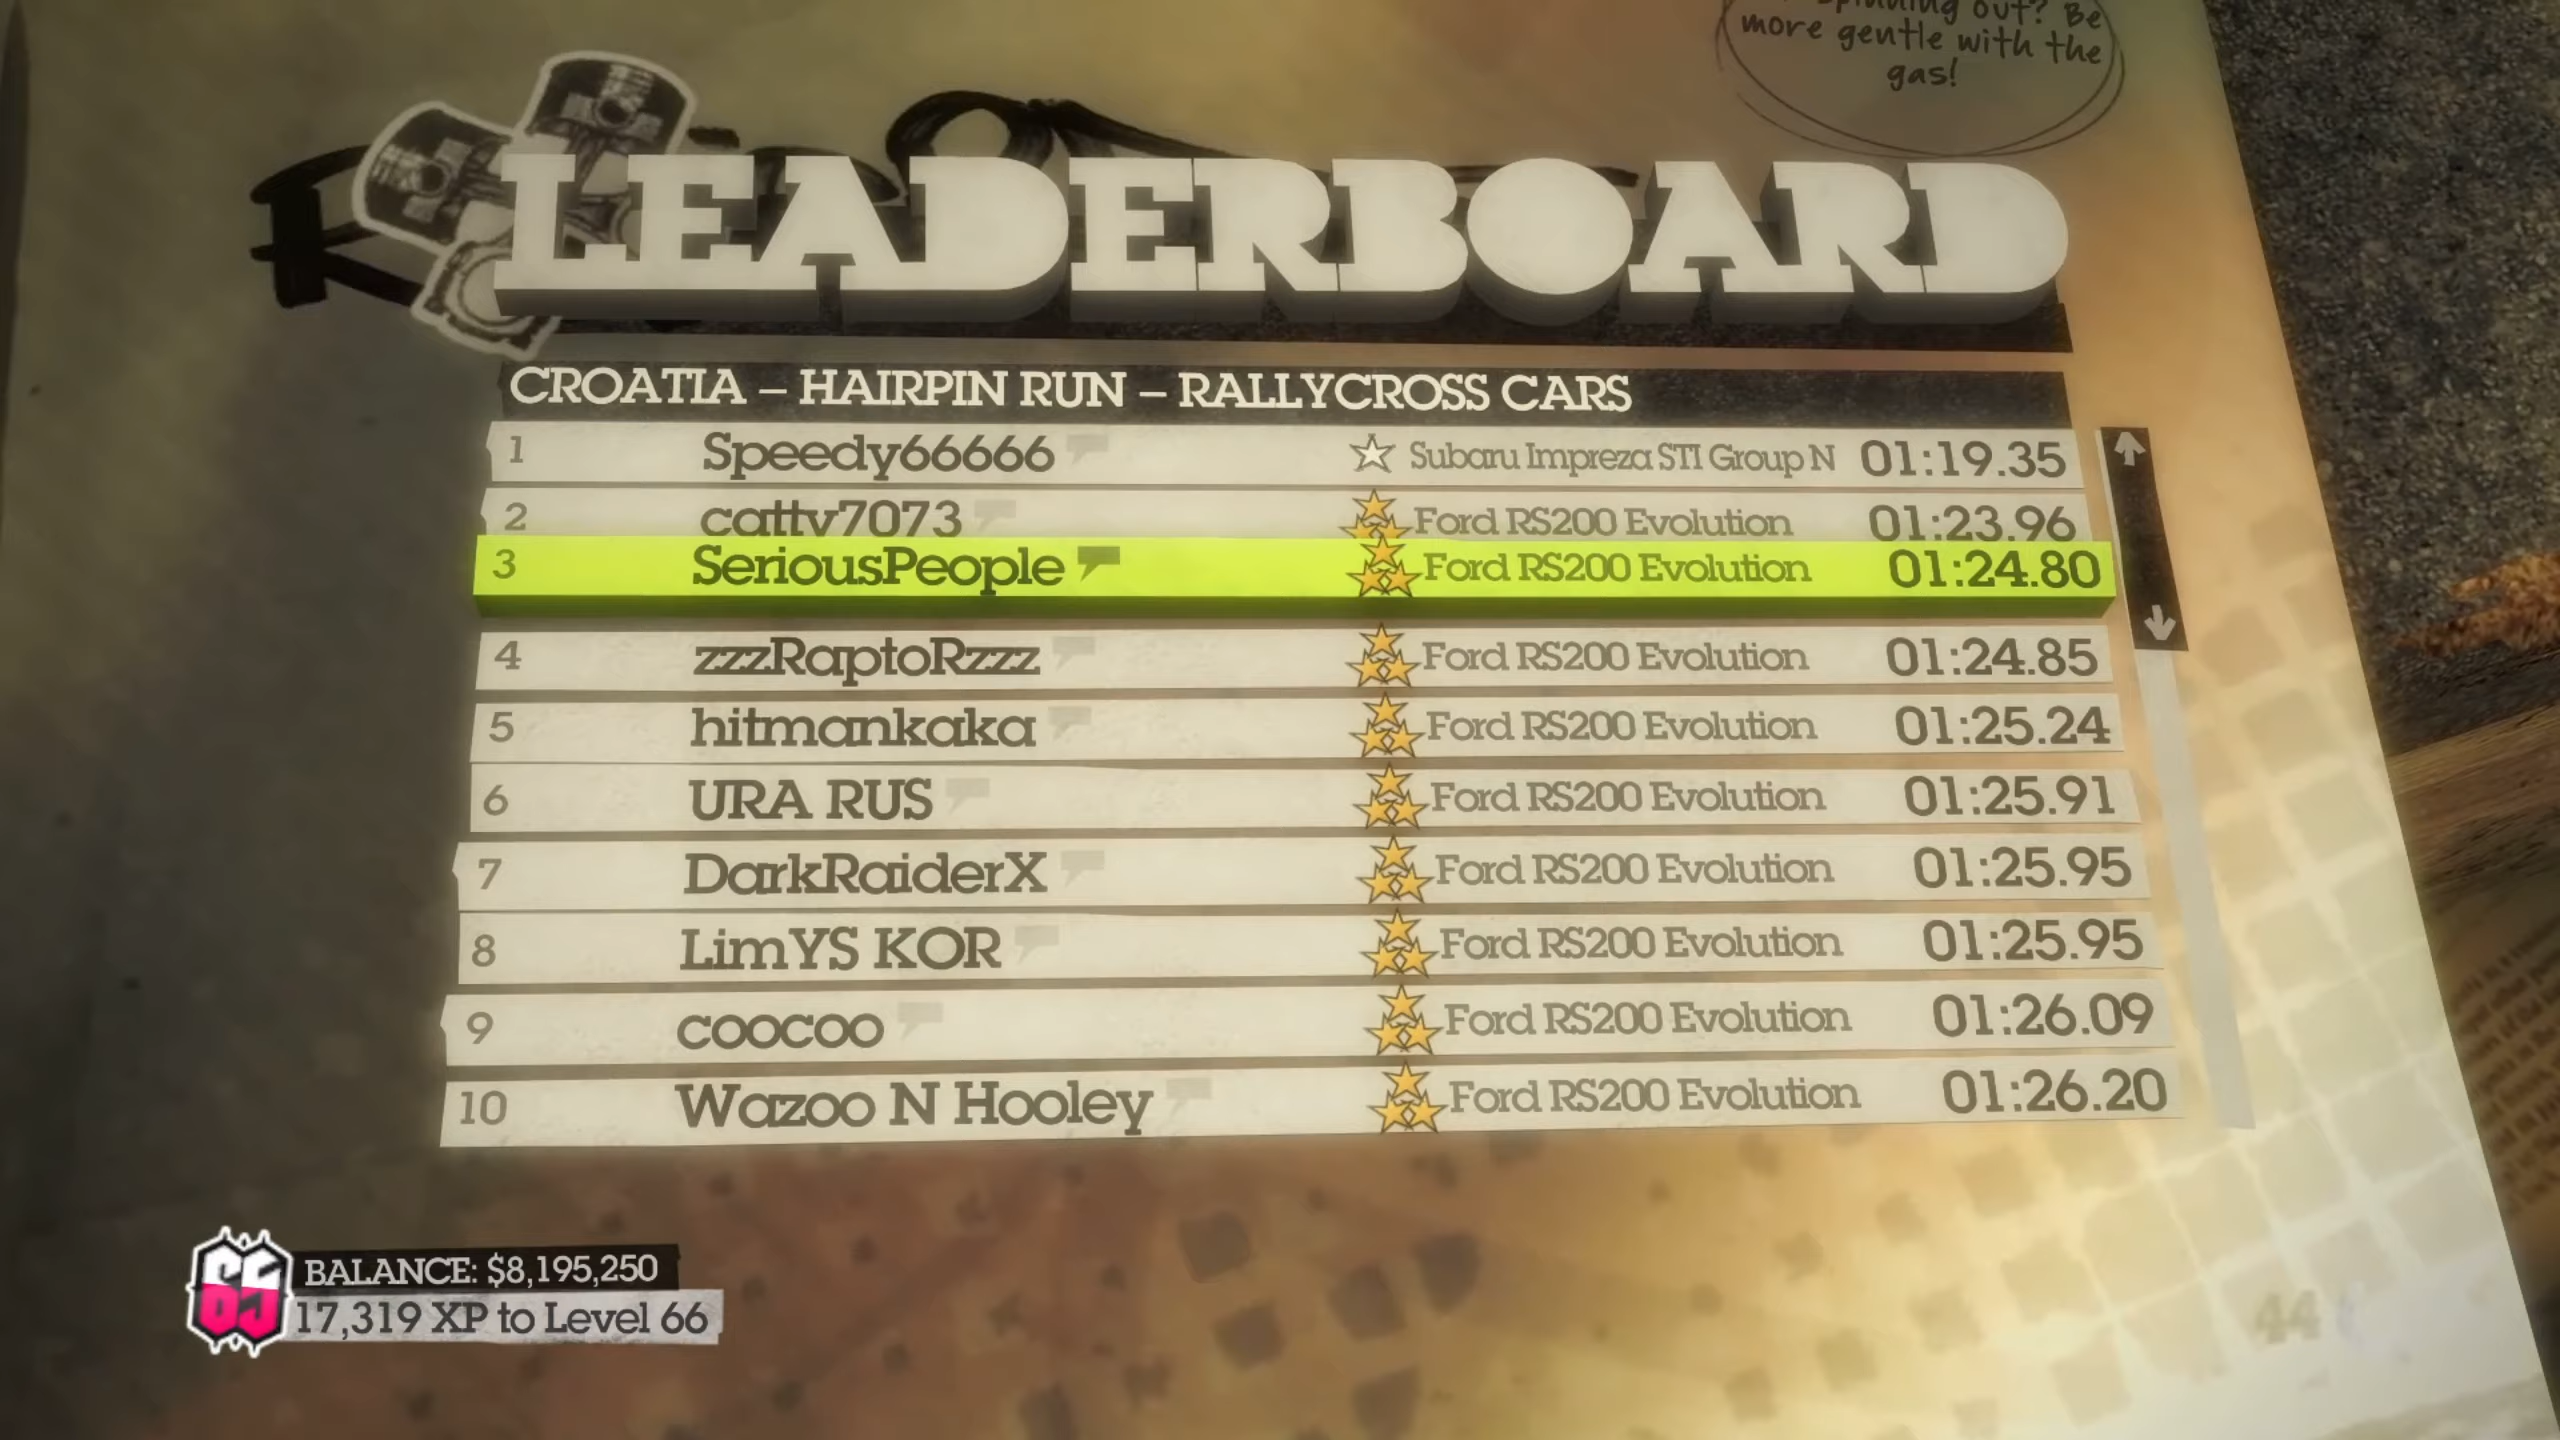 spinning out? Be
more gentle with the
gas!
LEADERBOARD
CROATIA – HAIRPIN RUN – RALLYCROSS CARS
1 Speedy66666 Subaru Impreza STI Group N 01:19.35
2 catty7073 Ford RS200 Evolution 01:23.96
3 SeriousPeople Ford RS200 Evolution 01:24.80
4 zzzRaptoRzzz Ford RS200 Evolution 01:24.85
5 hitmankaka Ford RS200 Evolution 01:25.24
6 URA RUS Ford RS200 Evolution 01:25.91
7 DarkRaiderX Ford RS200 Evolution 01:25.95
8 LimYS KOR Ford RS200 Evolution 01:25.95
9 coocoo Ford RS200 Evolution 01:26.09
10 Wazoo N Hooley Ford RS200 Evolution 01:26.20
65 BALANCE: $8,195,250
17,319 XP to Level 66
44